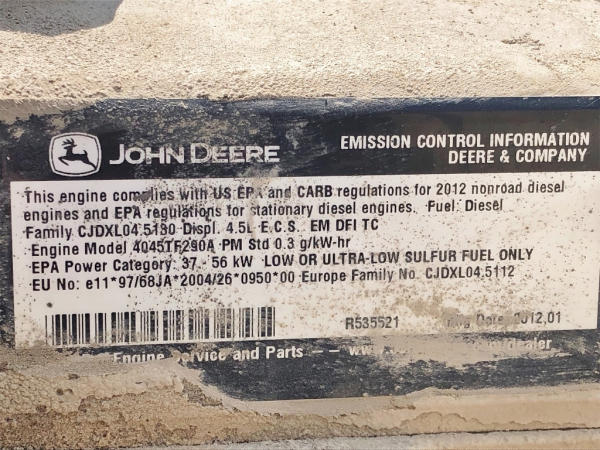 JOHN DEERE
EMISSION CONTROL INFORMATION
DEERE & COMPANY
This engine complies with US EPA and CARB regulations for 2012 nonroad diesel
engines and EPA regulations for stationary diesel engines. Fuel: Diesel
Family CJDXL04.5130 Displ. 4.5L E.C.S. EM DFI TC
Engine Model 4045TF290A PM Std 0.3 g/kW-hr
EPA Power Category: 37 - 56 kW LOW OR ULTRA-LOW SULFUR FUEL ONLY
EU No: e11*97/68JA*2004/26*0950*00 Europe Family No. CJDXL04.5112
R535521 Date: 2012,01
Engine Service and Parts -- /dealer